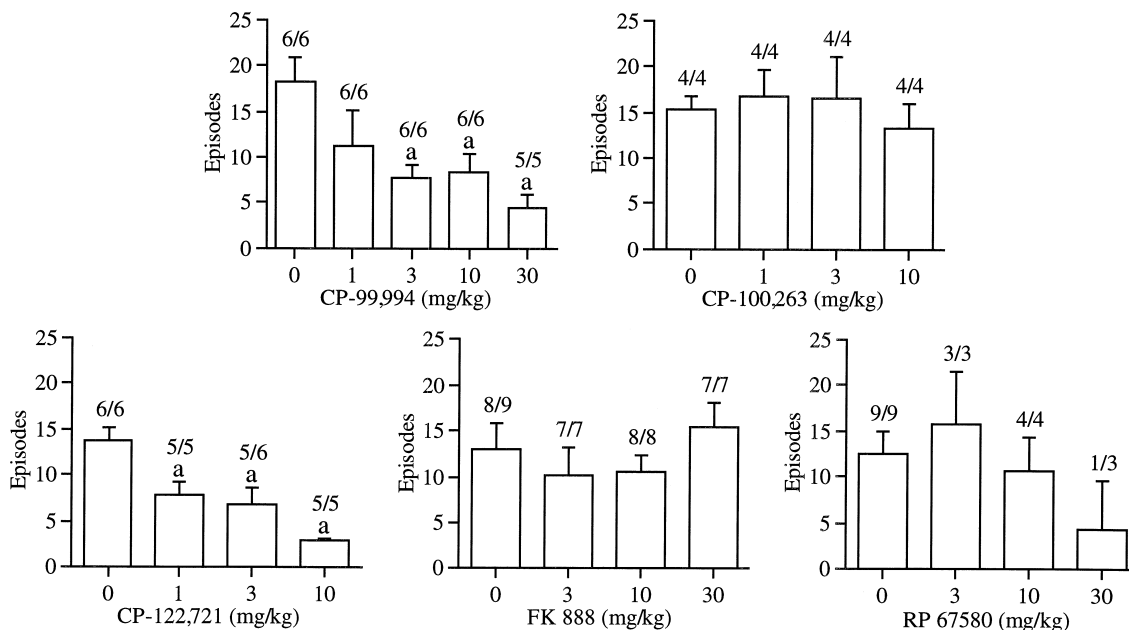 25
20
15
10
5
0
Episodes
6/6
6/6
6/6
a
6/6
a
5/5
a
0 1 3 10 30
CP-99,994 (mg/kg)
25
20
15
10
5
0
Episodes
4/4
4/4
4/4
4/4
0 1 3 10
CP-100,263 (mg/kg)
25
20
15
10
5
0
6/6
5/5
a
5/6
a
5/5
a
0 1 3 10
CP-122,721 (mg/kg)
25
20
15
10
5
0
Episodes
8/9
7/7
8/8
7/7
0 3 10 30
FK 888 (mg/kg)
25
20
15
10
5
0
Episodes
9/9
3/3
4/4
1/3
0 3 10 30
RP 67580 (mg/kg)